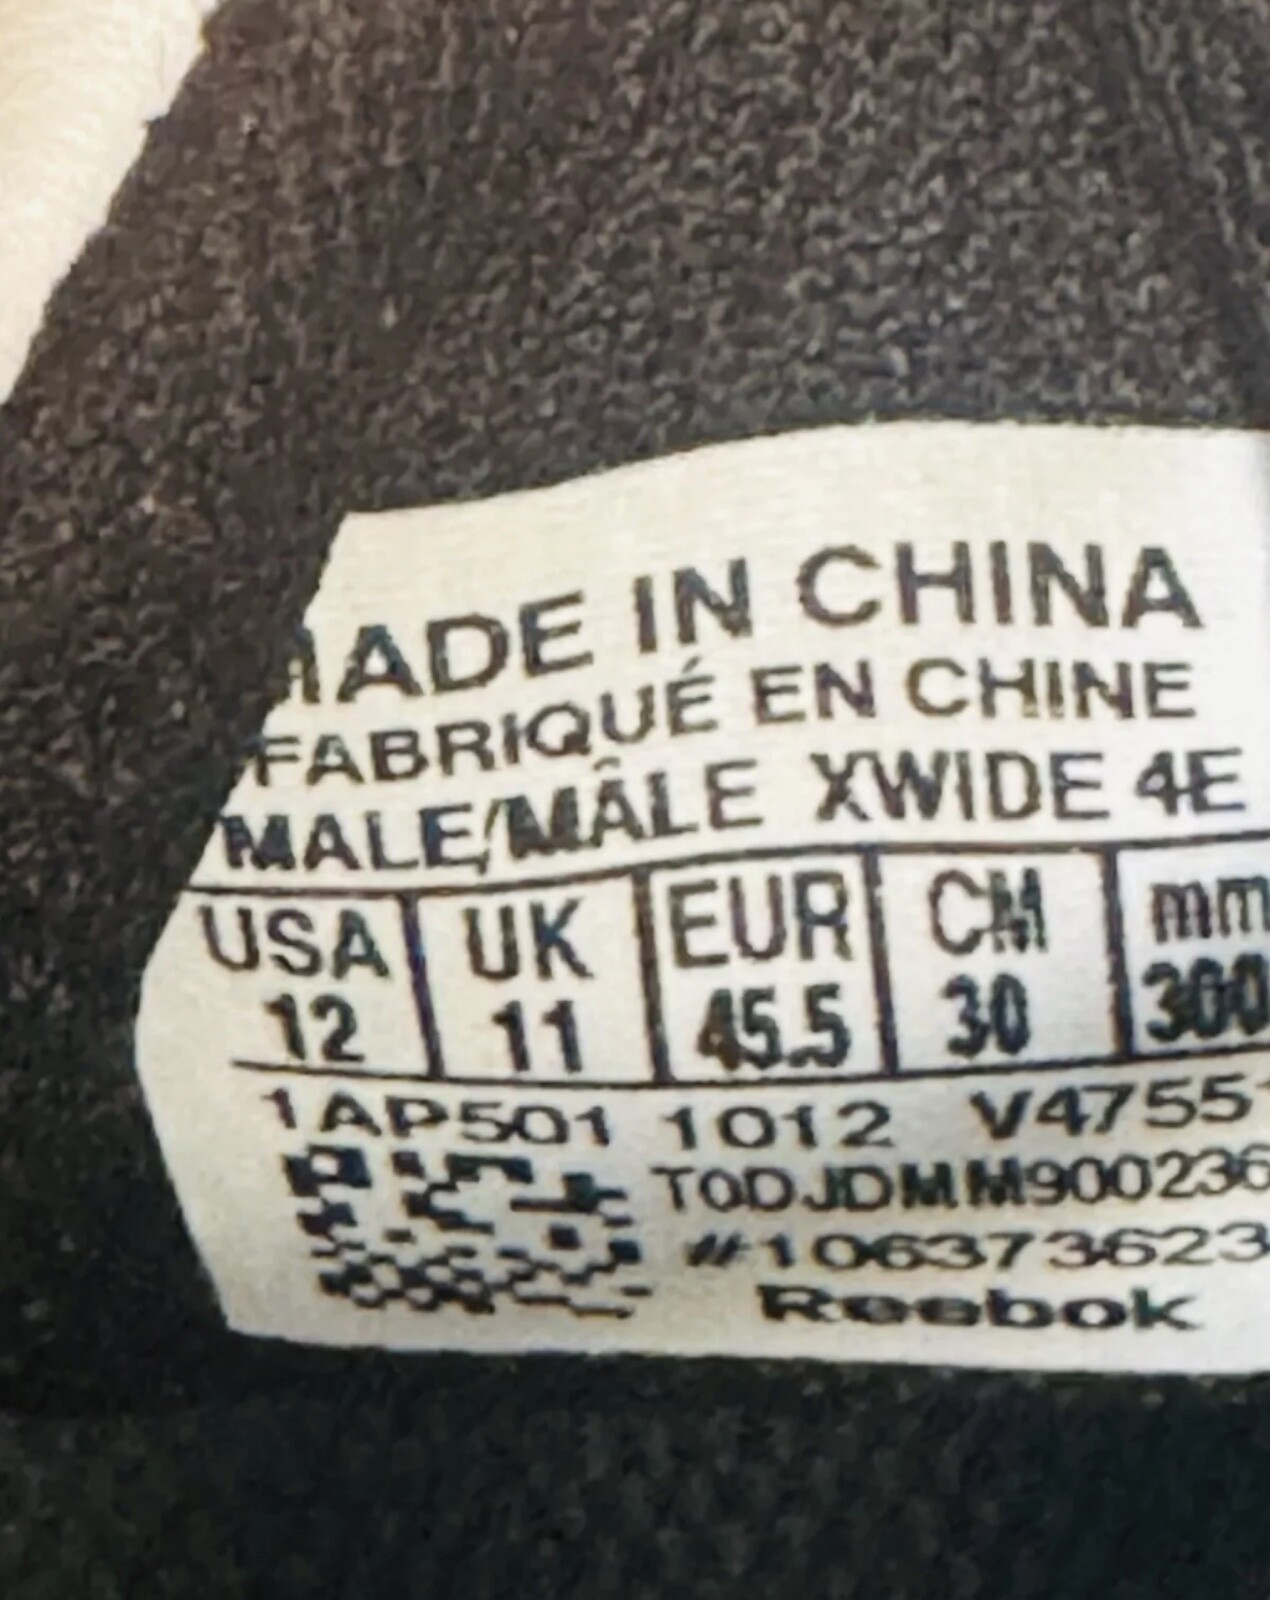 MADE IN CHINA
FABRIQUÉ EN CHINE
MALE/MÂLE XWIDE 4E
USA UK EUR CM mm
12 11 45.5 30 300
1AP501 1012 V47551
T0DJDMM900236
#106373623
Reebok